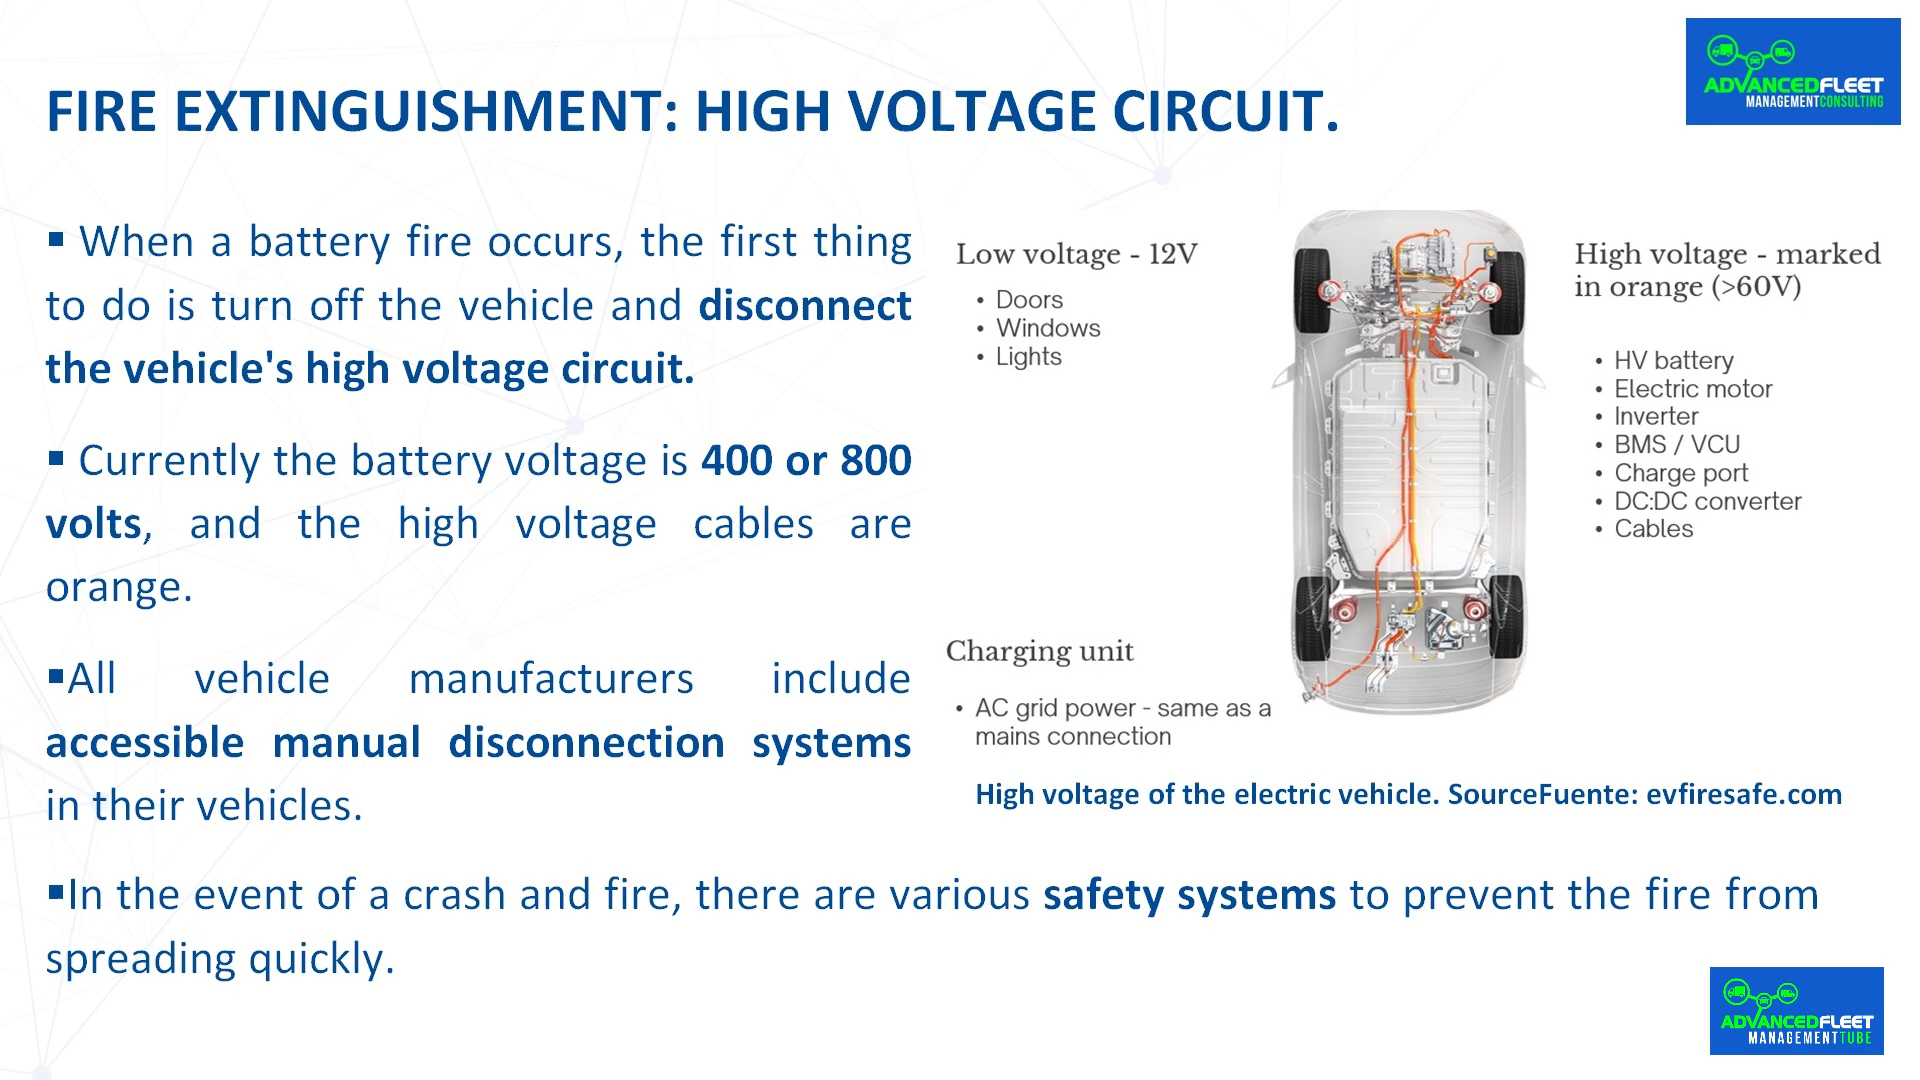 ADVANCEDFLEET
MANAGEMENTCONSULTING
FIRE EXTINGUISHMENT: HIGH VOLTAGE CIRCUIT.
▪ When a battery fire occurs, the first thing
to do is turn off the vehicle and disconnect
the vehicle's high voltage circuit.
▪ Currently the battery voltage is 400 or 800
volts, and the high voltage cables are
orange.
▪All vehicle manufacturers include
accessible manual disconnection systems
in their vehicles.
▪In the event of a crash and fire, there are various safety systems to prevent the fire from
spreading quickly.
Low voltage - 12V
• Doors
• Windows
• Lights
High voltage - marked
in orange (>60V)
• HV battery
• Electric motor
• Inverter
• BMS / VCU
• Charge port
• DC:DC converter
• Cables
Charging unit
• AC grid power - same as a
mains connection
High voltage of the electric vehicle. SourceFuente: evfiresafe.com
ADVANCEDFLEET
MANAGEMENTTUBE